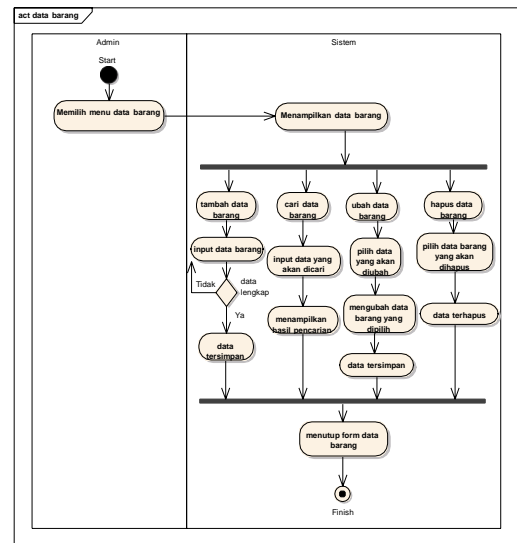 act data barang
Admin
Sistem
Start
Memilih menu data barang
Menampilkan data barang
tambah data
barang
cari data
barang
ubah data
barang
hapus data
barang
input data barang
input data yang
akan dicari
pilih data
yang akan
diubah
pilih data barang
yang akan
dihapus
Tidak
data
lengkap
Ya
menampilkan
hasil pencarian
mengubah data
barang yang
dipilih
data terhapus
data
tersimpan
data tersimpan
menutup form data
barang
Finish